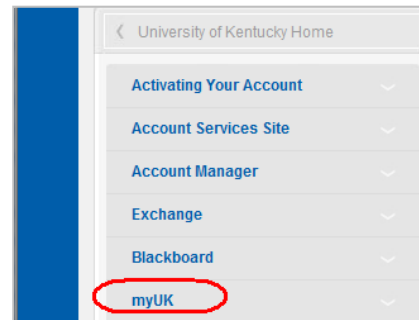 University of Kentucky Home
Activating Your Account
Account Services Site
Account Manager
Exchange
Blackboard
myUK